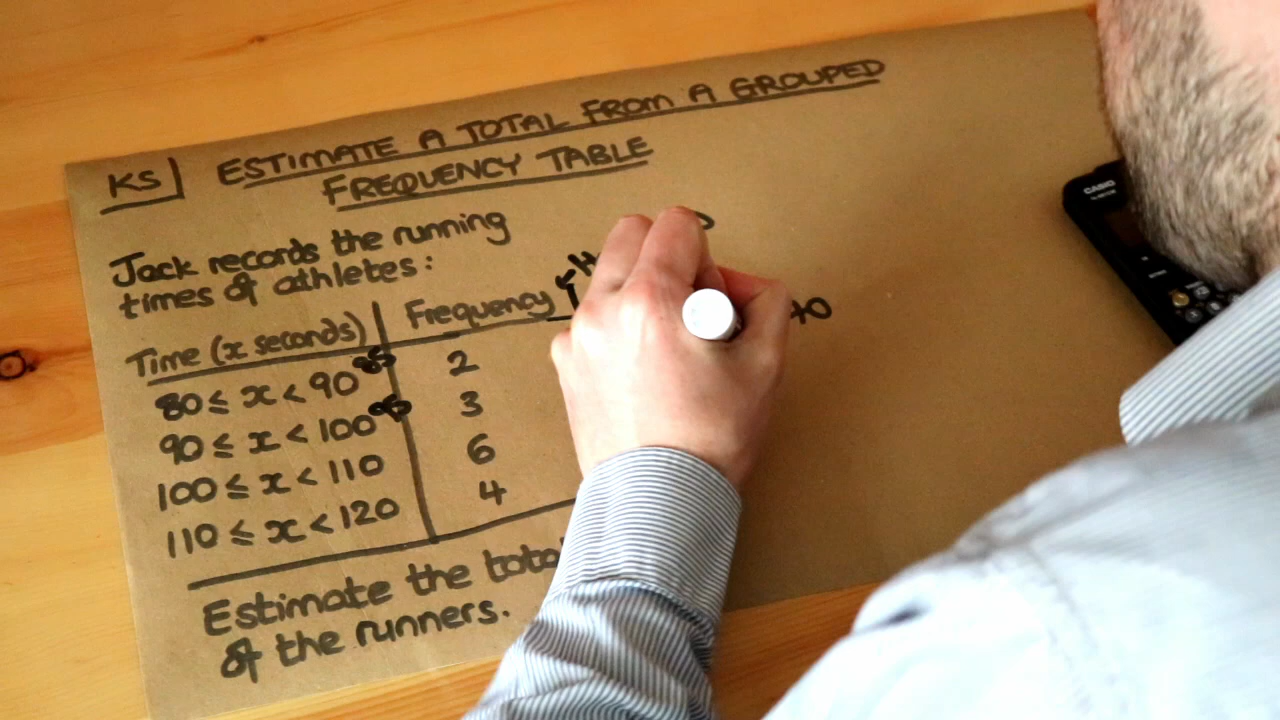 KS
ESTIMATE A TOTAL FROM A GROUPED
FREQUENCY TABLE
Jack records the running
times of athletes:
Time (x seconds) Frequency
80 ≤ x < 90 85 2
90 ≤ x < 100 95 3
100 ≤ x < 110 6
110 ≤ x < 120 4
Estimate the
of the runners.
CASIO